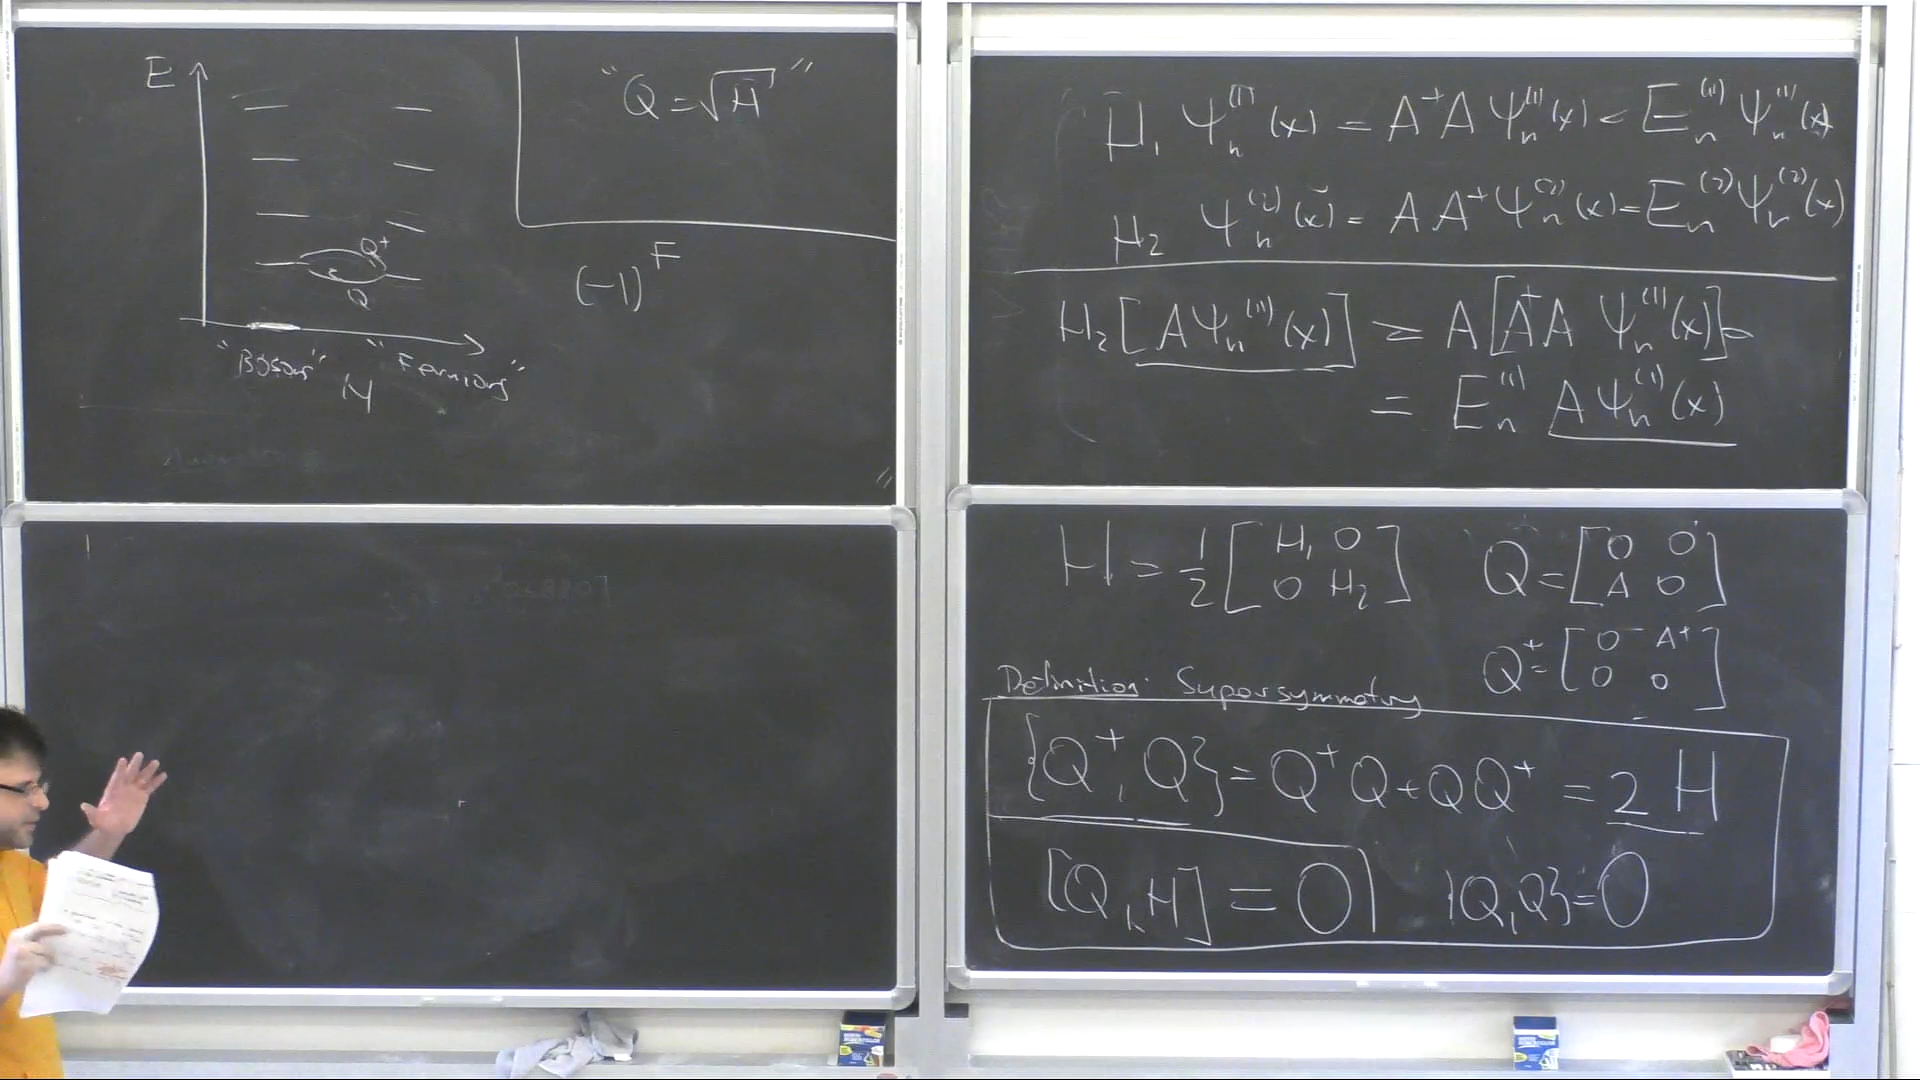 E
"Q = √H"
Q†
Q
(-1)^F
"Bosons" "Fermions"
H₁ Ψₙ⁽¹⁾(x) = A†A Ψₙ⁽¹⁾(x) = Eₙ⁽¹⁾ Ψₙ⁽¹⁾(x)
H₂ Ψₙ⁽²⁾(x) = A A† Ψₙ⁽²⁾(x) = Eₙ⁽²⁾ Ψₙ⁽²⁾(x)
H₂ [A Ψₙ⁽¹⁾(x)] = A [A†A Ψₙ⁽¹⁾(x)] =
= Eₙ⁽¹⁾ A Ψₙ⁽¹⁾(x)
H = 1/2 [H₁ 0; 0 H₂] Q = [0 0; A 0]
Q† = [0 A†; 0 0]
Definition: Supersymmetry
{Q†, Q} = Q†Q + QQ† = 2H
[Q, H] = 0 {Q, Q} = 0